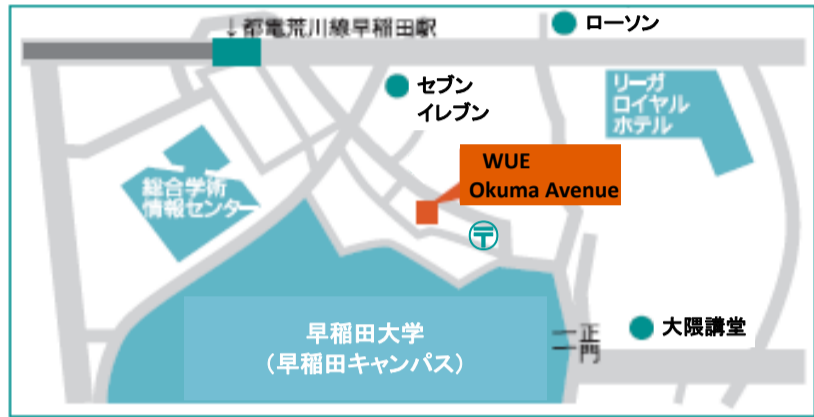 ↓都電荒川線早稲田駅
ローソン
セブン
イレブン
リーガ
ロイヤル
ホテル
WUE
Okuma Avenue
総合学術
情報センター
〒
早稲田大学
（早稲田キャンパス）
正
門
大隈講堂